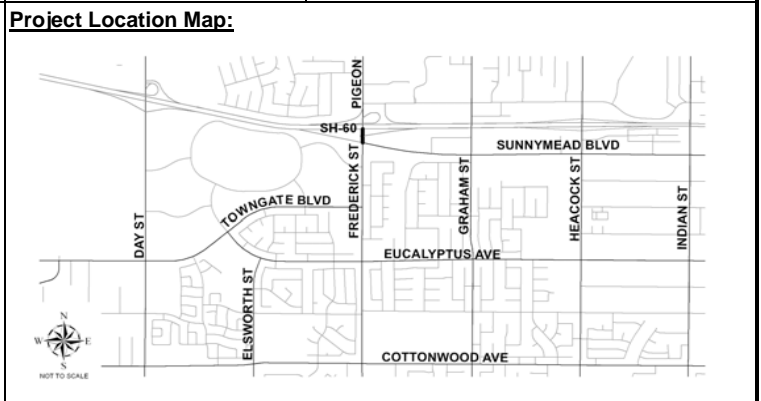 Project Location Map:
PIGEON
SH-60
SUNNYMEAD BLVD
FREDERICK ST
GRAHAM ST
HEACOCK ST
INDIAN ST
TOWNGATE BLVD
DAY ST
EUCALYPTUS AVE
ELSWORTH ST
COTTONWOOD AVE
N
W
E
S
NOT TO SCALE